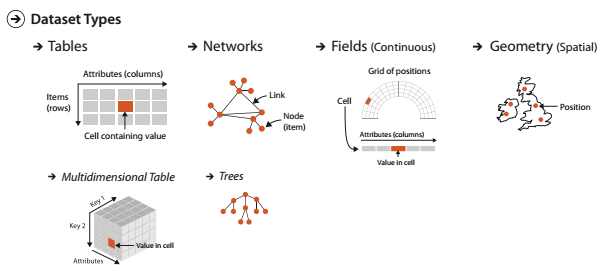 → Dataset Types
→ Tables
Attributes (columns)
Items
(rows)
Cell containing value
→ Networks
Link
Node
(item)
→ Fields (Continuous)
Grid of positions
Cell
Attributes (columns)
Value in cell
→ Geometry (Spatial)
Position
→ Multidimensional Table
Key 1
Key 2
Value in cell
Attributes
→ Trees